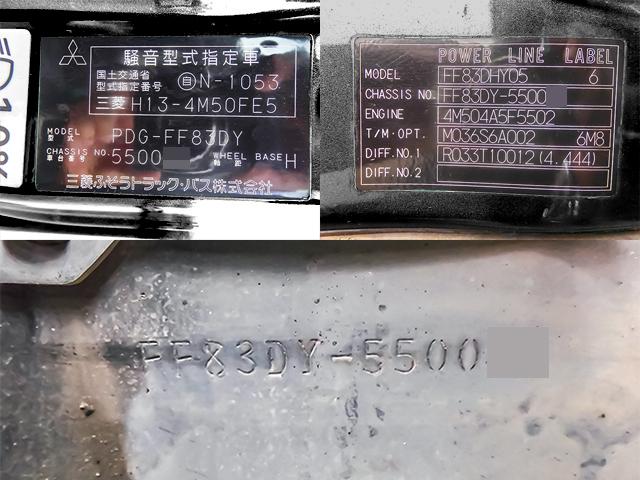 騒音型式指定車
国土交通省
型式指定番号 自N-1053
三菱 H13-4M50FE5
MODEL
型式 PDG-FF83DY
CHASSIS NO.
車台番号 5500 WHEEL BASE
軸距 H
三菱ふそうトラック・バス株式会社
POWER LINE LABEL
MODEL FF83DHY05 6
CHASSIS NO. FF83DY-5500
ENGINE 4M504A5F5502
T/M・OPT. M036S6A002 6M8
DIFF.NO.1 R033T10012(4.444)
DIFF.NO.2
FF83DY-5500